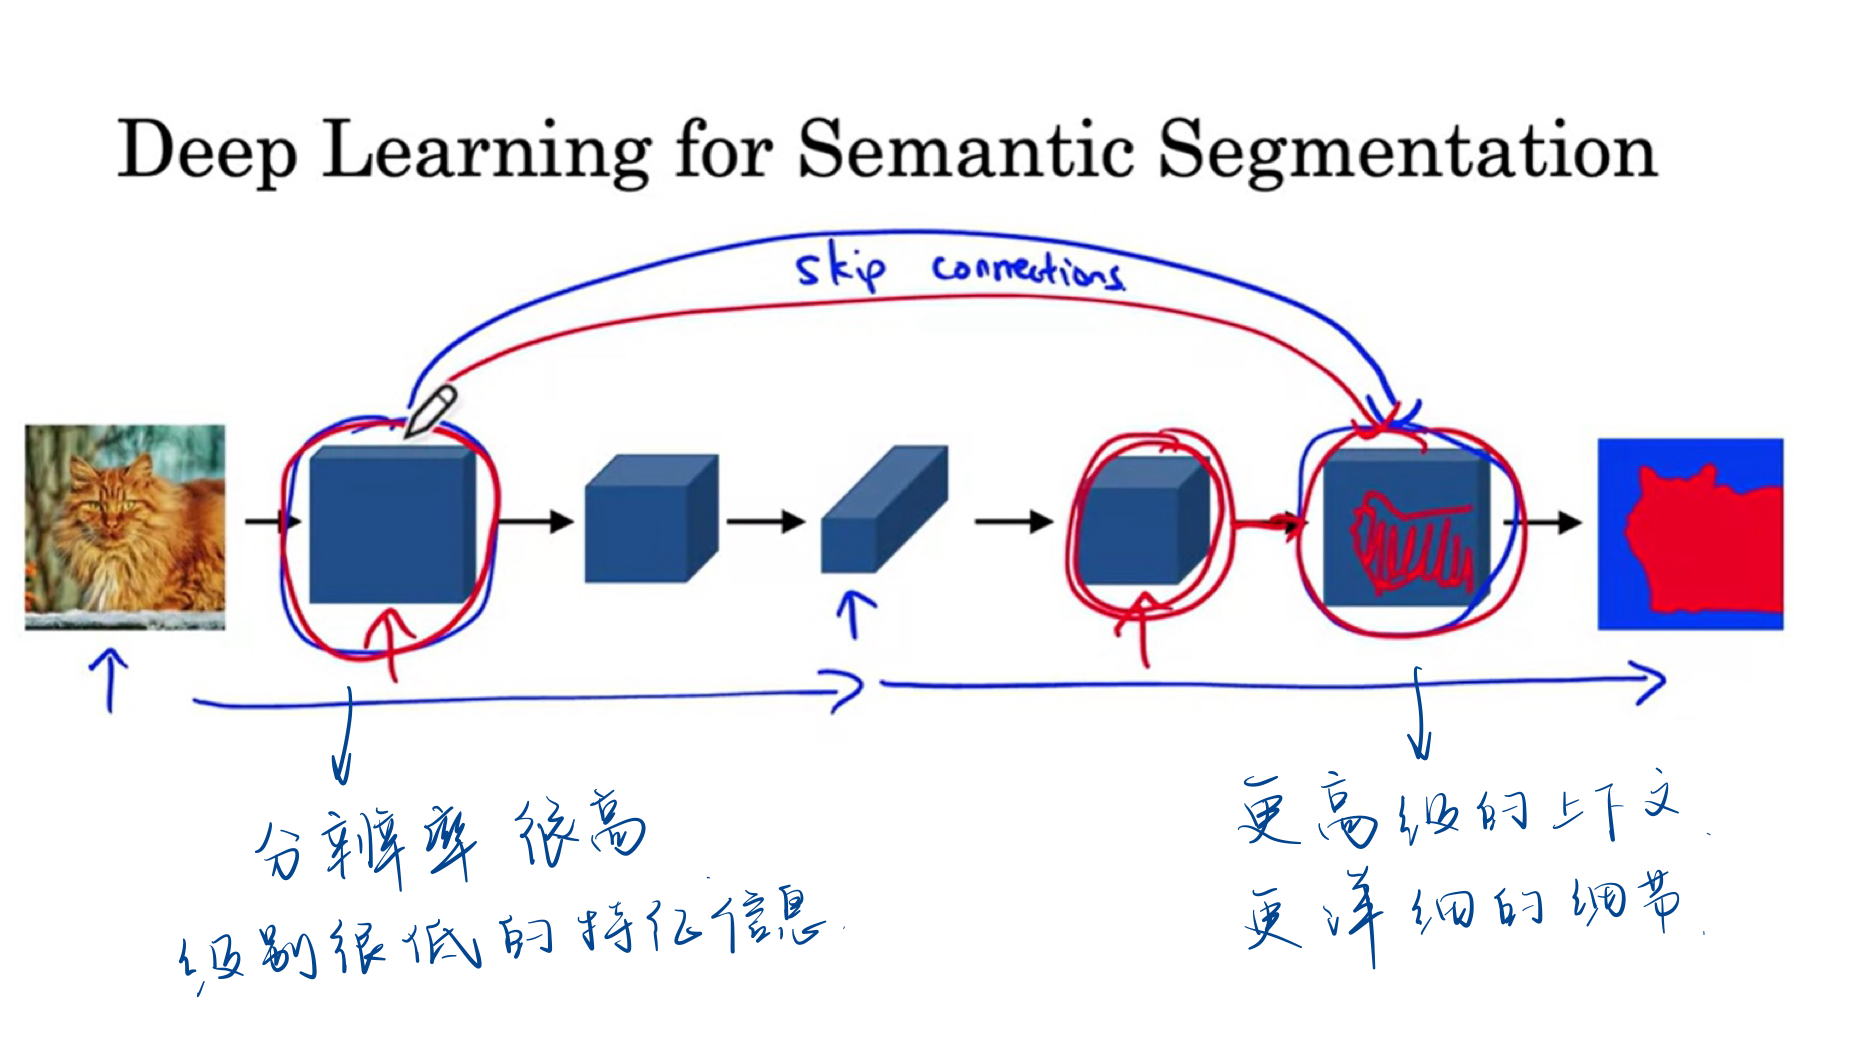 Deep Learning for Semantic Segmentation
skip connections
分辨率很高
级别很低的特征信息.
更高级的上下文.
更详细的细节.